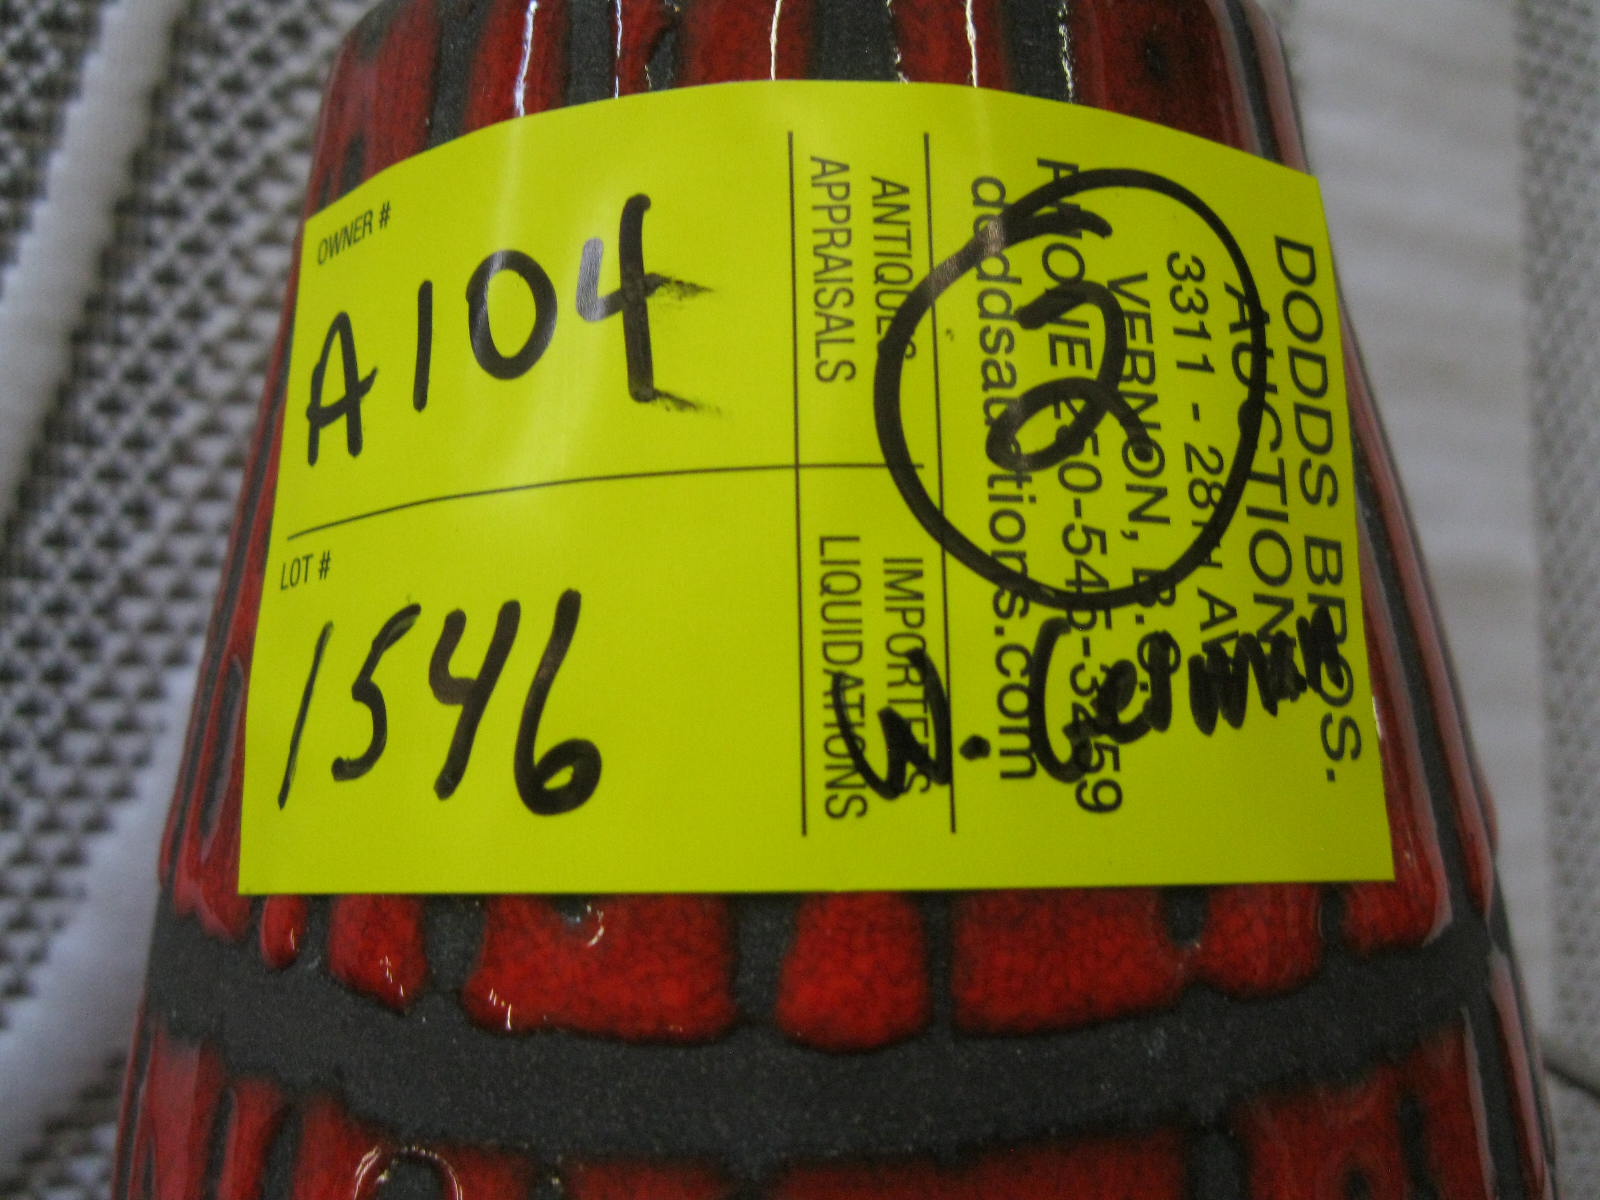 OWNER #
A104
LOT #
1546
ANTIQUES
APPRAISALS
IMPORTERS
LIQUIDATIONS
DODDS BROS.
AUCTION
3311 - 28TH AVE
VERNON, B.C.
PHONE 250-545-3259
doddsauctions.com
W. German